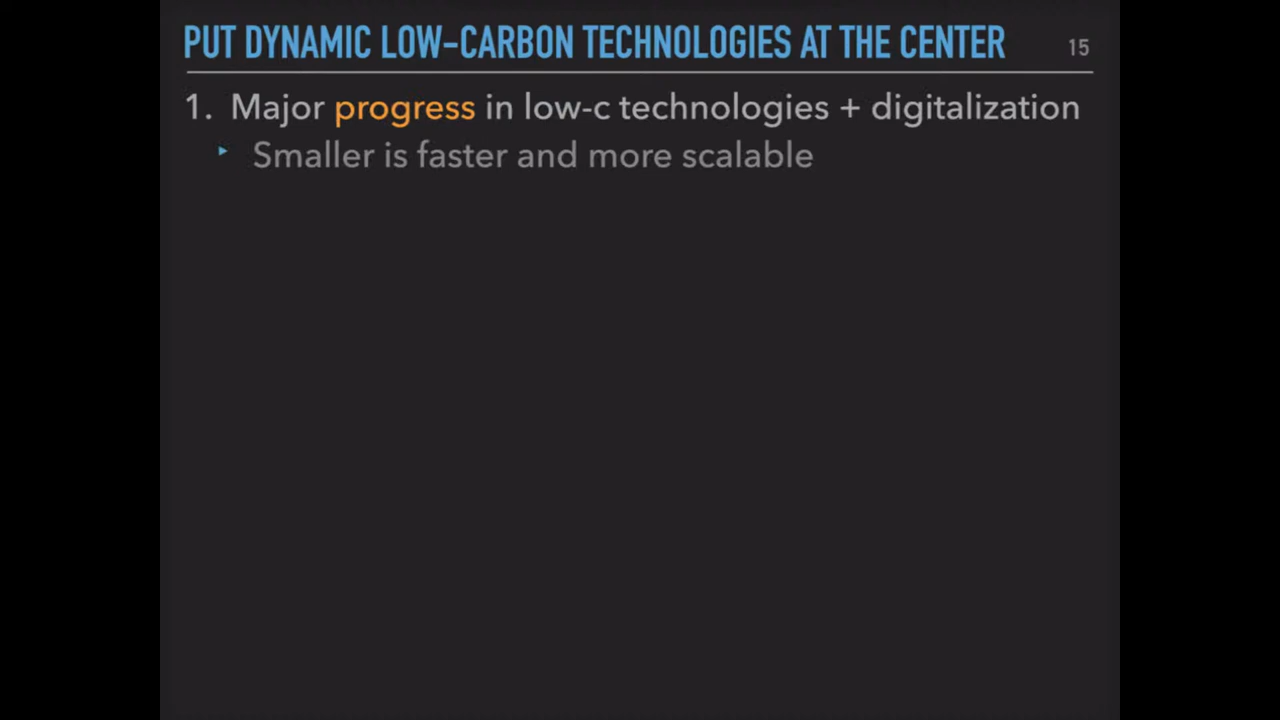 PUT DYNAMIC LOW-CARBON TECHNOLOGIES AT THE CENTER 15
1. Major progress in low-c technologies + digitalization
‣ Smaller is faster and more scalable